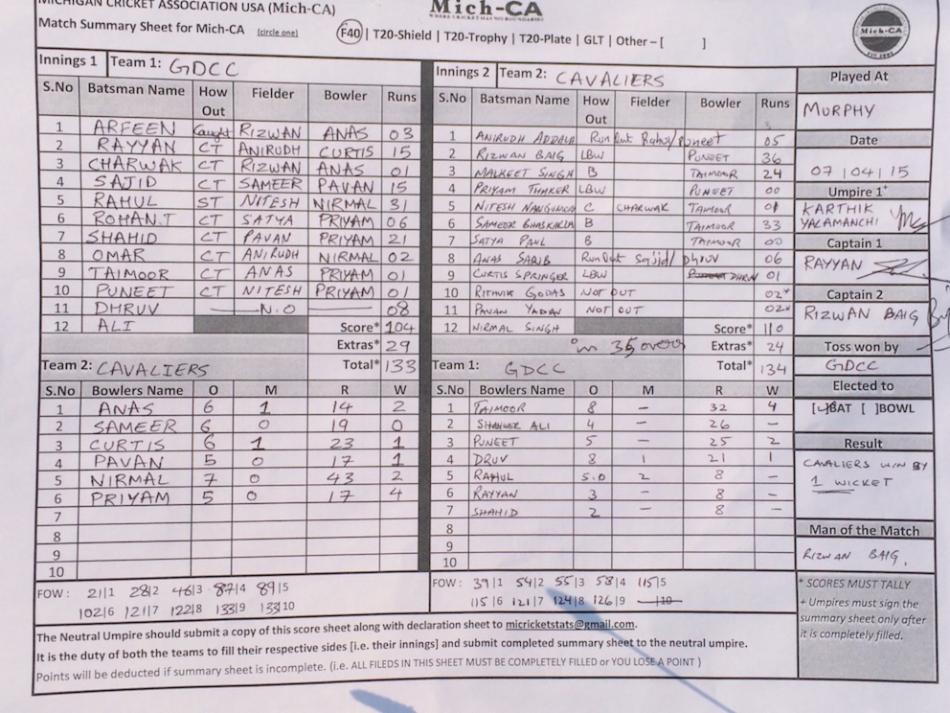 MICHIGAN CRICKET ASSOCIATION USA (Mich-CA)
Mich-CA
Match Summary Sheet for Mich-CA (circle one) F40 | T20-Shield | T20-Trophy | T20-Plate | GLT | Other – [ ]
Mich-CA
Innings 1 Team 1: GDCC
S.No Batsman Name How Out Fielder Bowler Runs
1 ARFEEN Caught RIZWAN ANAS 03
2 RAYYAN CT ANIRUDH CURTIS 15
3 CHARWAK CT RIZWAN ANAS 01
4 SAJID CT SAMEER PAVAN 15
5 RAHUL ST NITESH NIRMAL 31
6 ROHAN.T CT SATYA PRIYAM 06
7 SHAHID CT PAVAN PRIYAM 21
8 OMAR CT ANIRUDH NIRMAL 02
9 TAIMOOR CT ANAS PRIYAM 01
10 PUNEET CT NITESH PRIYAM 01
11 DHRUV — N.O — 08
12 ALI Score* 104
Extras* 29
Total* 133
Team 2: CAVALIERS
S.No Bowlers Name O M R W
1 ANAS 6 1 14 2
2 SAMEER 6 0 19 0
3 CURTIS 6 1 23 1
4 PAVAN 5 0 17 1
5 NIRMAL 7 0 43 2
6 PRIYAM 5 0 17 4
7
8
9
10
FOW : 21/1 28/2 46/3 87/4 89/5
102/6 121/7 122/8 133/9 133/10
Innings 2 Team 2: CAVALIERS
S.No Batsman Name How Out Fielder Bowler Runs
1 ANIRUDH Run out Rahul/Puneet 05
2 RIZWAN BAIG LBW PUNEET 36
3 MALKEET SINGH B TAIMOOR 24
4 PRIYAM THAKER LBW PUNEET 00
5 NITESH C CHARWAK TAIMOOR 01
6 SAMEER B TAIMOOR 33
7 SATYA PAUL B TAIMOOR 00
8 ANAS Run out Sajid/ Dhruv 06
9 CURTIS SPRINGER LBW DHRUV 01
10 RITHVIK NOT OUT 02*
11 PAVAN YADAV NOT OUT 02*
12 NIRMAL SINGH Score* 110
in 35 overs Extras* 24
Total* 134
Team 1: GDCC
S.No Bowlers Name O M R W
1 TAIMOOR 8 – 32 4
2 ALI 4 – 26 –
3 PUNEET 5 – 25 2
4 DRUV 8 1 21 1
5 RAHUL 5.0 2 8 –
6 RAYYAN 3 – 8 –
7 SHAHID 2 – 8 –
8
9
10
FOW : 39/1 54/2 55/3 58/4 115/5
115/6 121/7 124/8 126/9 —/10—
Played At
MURPHY
Date
07/04/15
Umpire 1+
KARTHIK
YALAMANCHI
Captain 1
RAYYAN
Captain 2
RIZWAN BAIG
Toss won by
GDCC
Elected to
[✓]BAT [ ]BOWL
Result
CAVALIERS WIN BY
1 WICKET
Man of the Match
RIZWAN BAIG.
* SCORES MUST TALLY
+ Umpires must sign the
summary sheet only after
it is completely filled.
The Neutral Umpire should submit a copy of this score sheet along with declaration sheet to micricketstats@gmail.com.
It is the duty of both the teams to fill their respective sides [i.e. their innings] and submit completed summary sheet to the neutral umpire.
Points will be deducted if summary sheet is incomplete. (i.e. ALL FILEDS IN THIS SHEET MUST BE COMPLETELY FILLED or YOU LOSE A POINT )